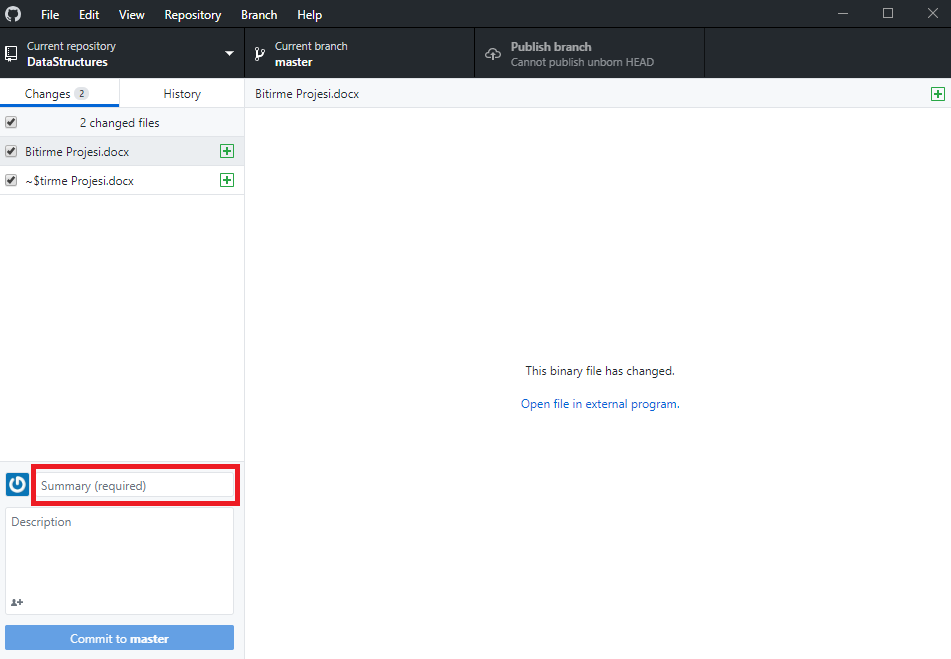 File Edit View Repository Branch Help
Current repository
DataStructures
Current branch
master
Publish branch
Cannot publish unborn HEAD
Changes 2
History
Bitirme Projesi.docx
2 changed files
Bitirme Projesi.docx
~$tirme Projesi.docx
This binary file has changed.
Open file in external program.
Summary (required)
Description
Commit to master